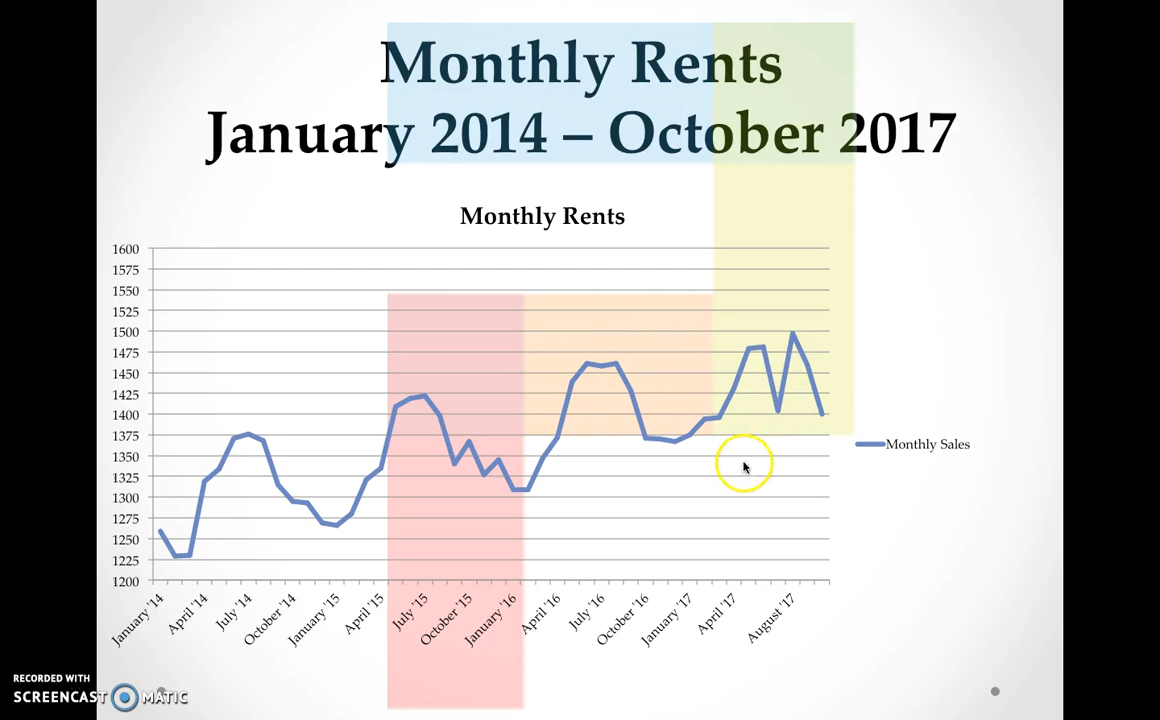 Monthly Rents
January 2014 – October 2017
Monthly Rents
1600
1575
1550
1525
1500
1475
1450
1425
1400
1375
1350
1325
1300
1275
1250
1225
1200
January '14
April '14
July '14
October '14
January '15
April '15
July '15
October '15
January '16
April '16
July '16
October '16
January '17
April '17
August '17
Monthly Sales
RECORDED WITH
SCREENCAST MATIC